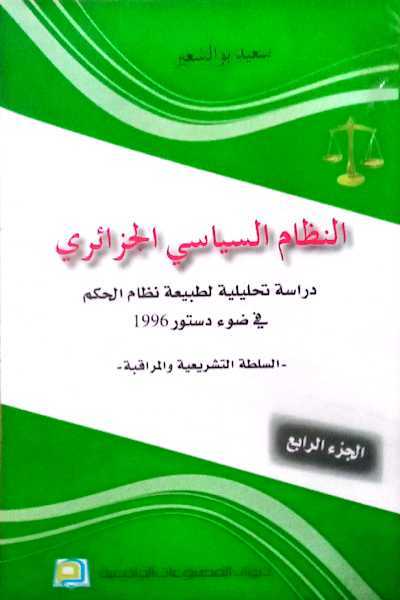 سعيد بوالشعير
النظام السياسي الجزائري
دراسة تحليلية لطبيعة نظام الحكم
في ضوء دستور 1996
-السلطة التشريعية والمراقبة-
الجزء الرابع
ديوان المطبوعات الجامعية